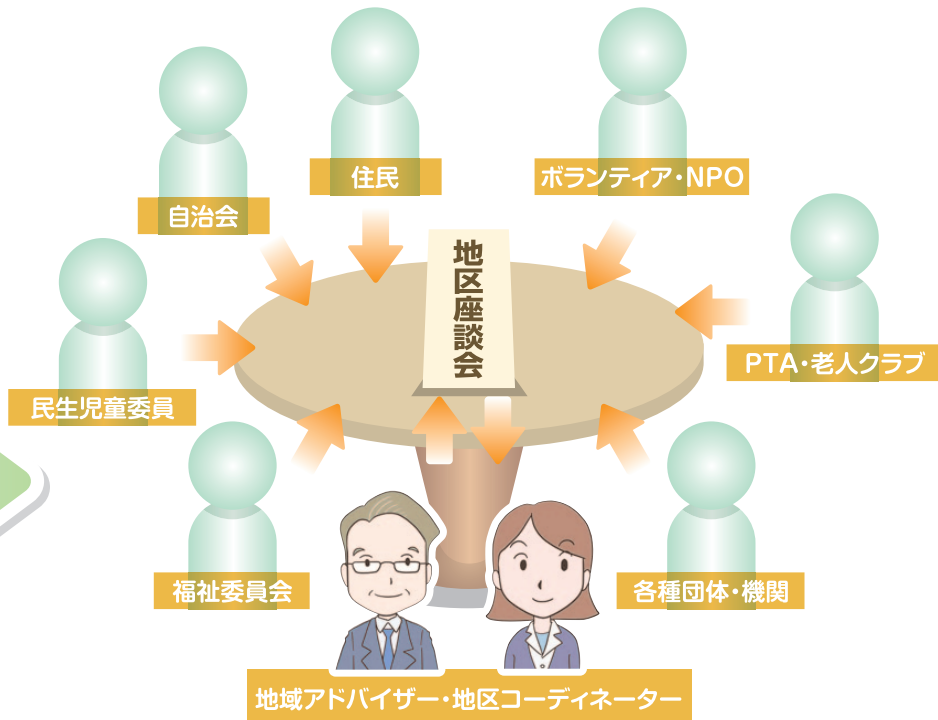 住民
ボランティア・NPO
自治会
地区座談会
PTA・老人クラブ
民生児童委員
福祉委員会
各種団体・機関
地域アドバイザー・地区コーディネーター